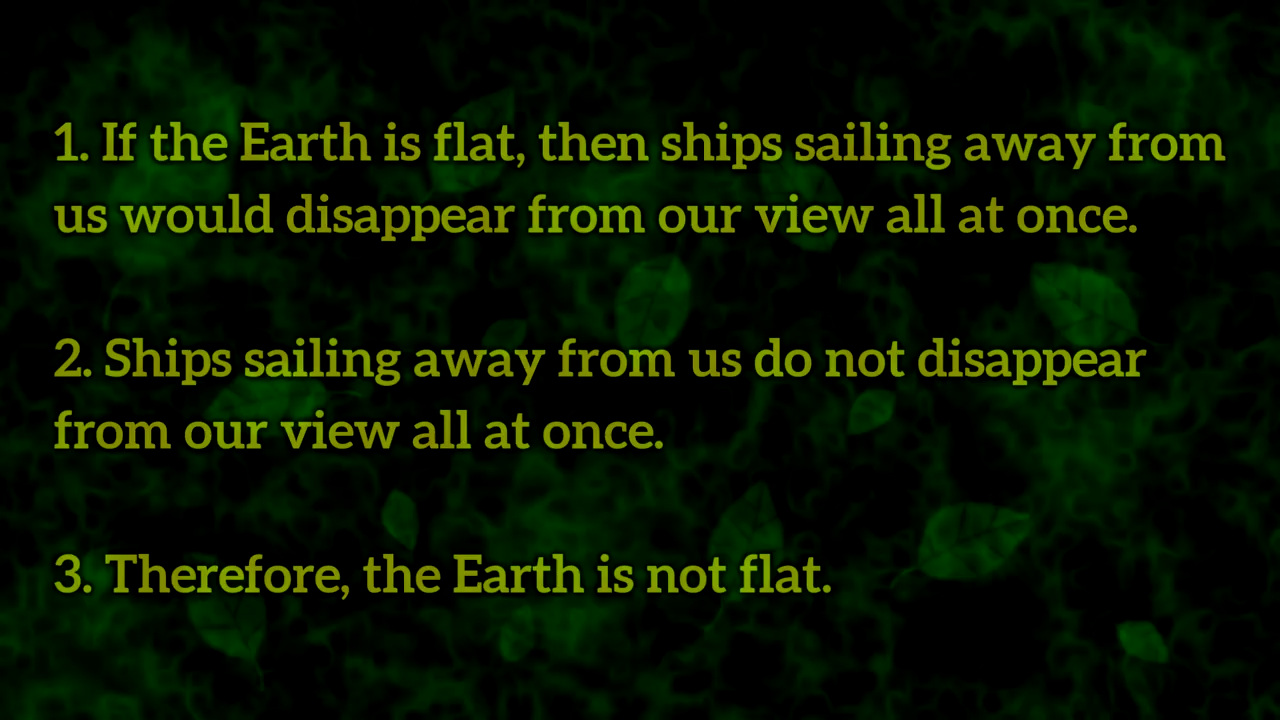 1. If the Earth is flat, then ships sailing away from
us would disappear from our view all at once.
2. Ships sailing away from us do not disappear
from our view all at once.
3. Therefore, the Earth is not flat.